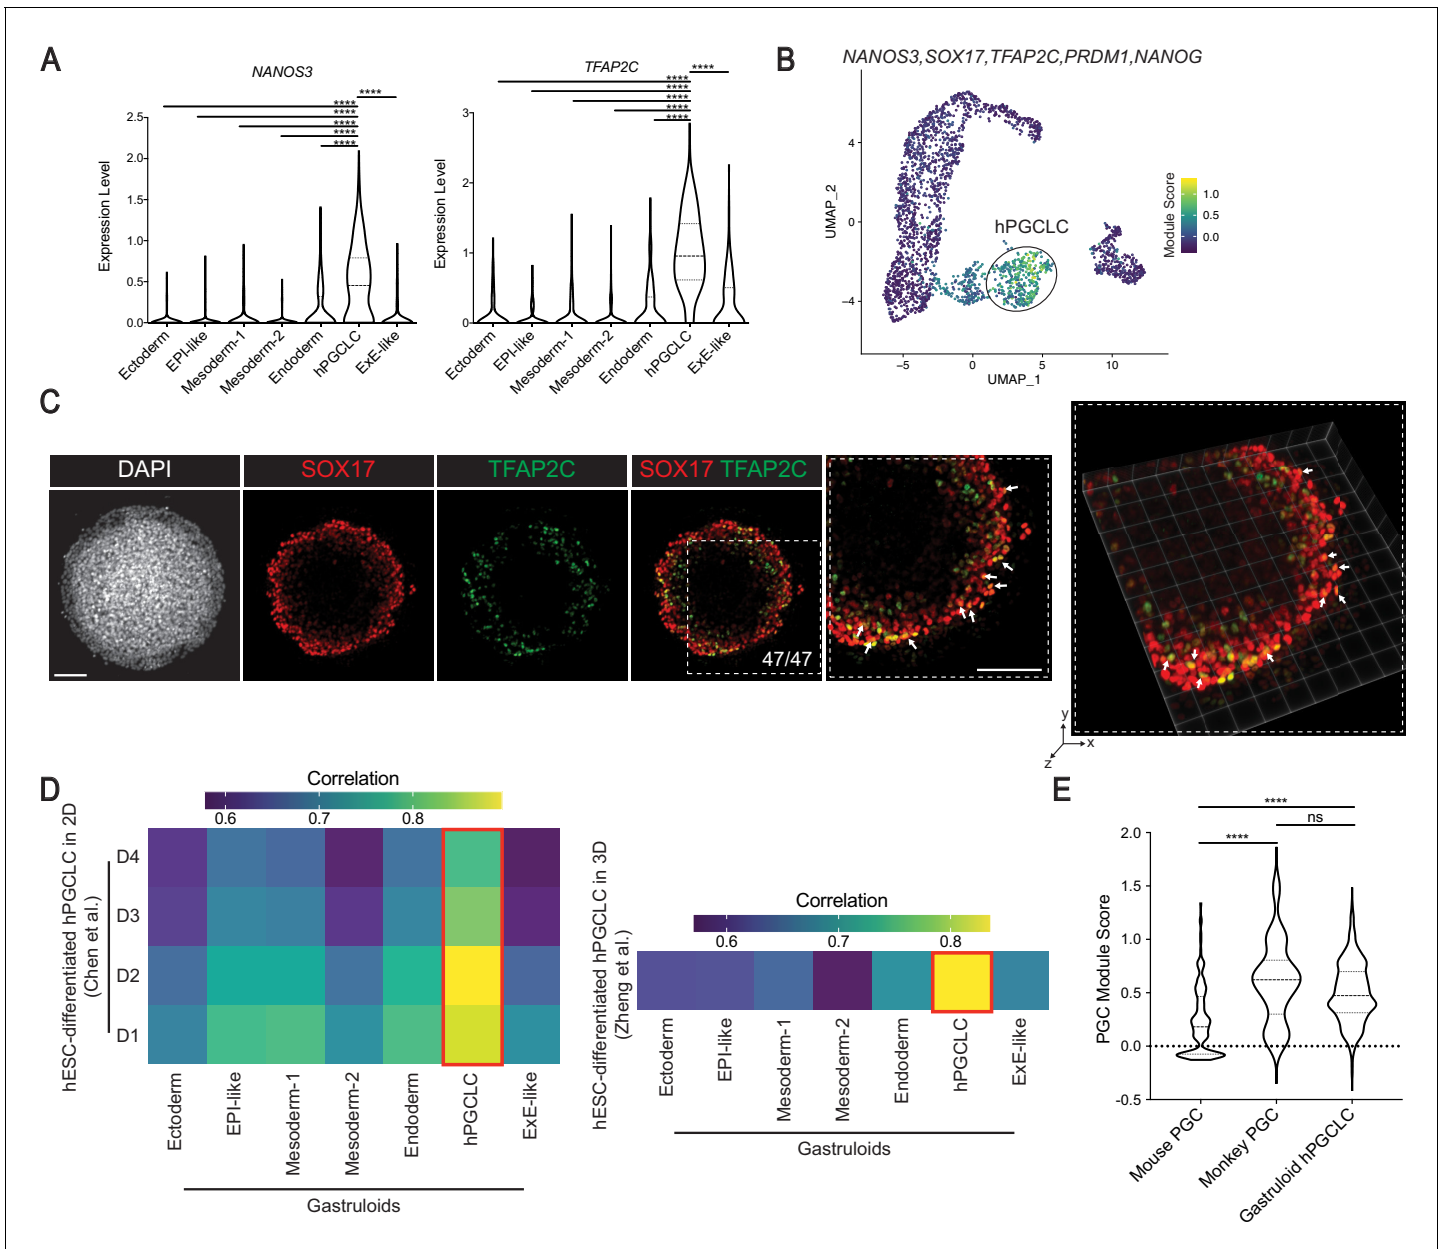 A
NANOS3
****
****
****
****
****
****
Expression Level
2.5
2.0
1.5
1.0
0.5
0.0
Ectoderm
EPI-like
Mesoderm-1
Mesoderm-2
Endoderm
hPGCLC
ExE-like
TFAP2C
****
****
****
****
****
****
Expression Level
3
2
1
0
Ectoderm
EPI-like
Mesoderm-1
Mesoderm-2
Endoderm
hPGCLC
ExE-like
B
NANOS3,SOX17,TFAP2C,PRDM1,NANOG
UMAP_2
4
0
−4
−5
0
5
10
UMAP_1
hPGCLC
Module Score
1.0
0.5
0.0
C
DAPI
SOX17
TFAP2C
SOX17 TFAP2C
47/47
y
x
z
D
Correlation
0.6
0.7
0.8
hESC-differentiated hPGCLC in 2D
(Chen et al.)
D4
D3
D2
D1
Ectoderm
EPI-like
Mesoderm-1
Mesoderm-2
Endoderm
hPGCLC
ExE-like
Gastruloids
hESC-differentiated hPGCLC in 3D
(Zheng et al.)
Correlation
0.6
0.7
0.8
Ectoderm
EPI-like
Mesoderm-1
Mesoderm-2
Endoderm
hPGCLC
ExE-like
Gastruloids
E
****
ns
****
PGC Module Score
2.0
1.5
1.0
0.5
0.0
-0.5
Mouse PGC
Monkey PGC
Gastruloid hPGCLC